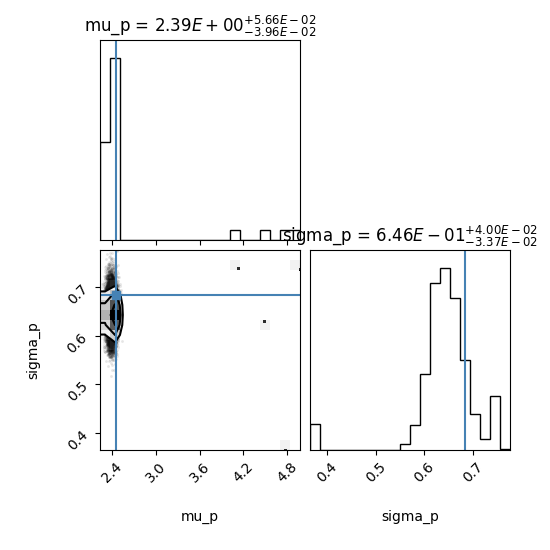 mu_p = 2.39E+00+5.66E−02 −3.96E−02
sigma_p = 6.46E−01+4.00E−02 −3.37E−02
sigma_p
0.7
0.6
0.5
0.4
2.4 3.0 3.6 4.2 4.8
0.4 0.5 0.6 0.7
mu_p
sigma_p